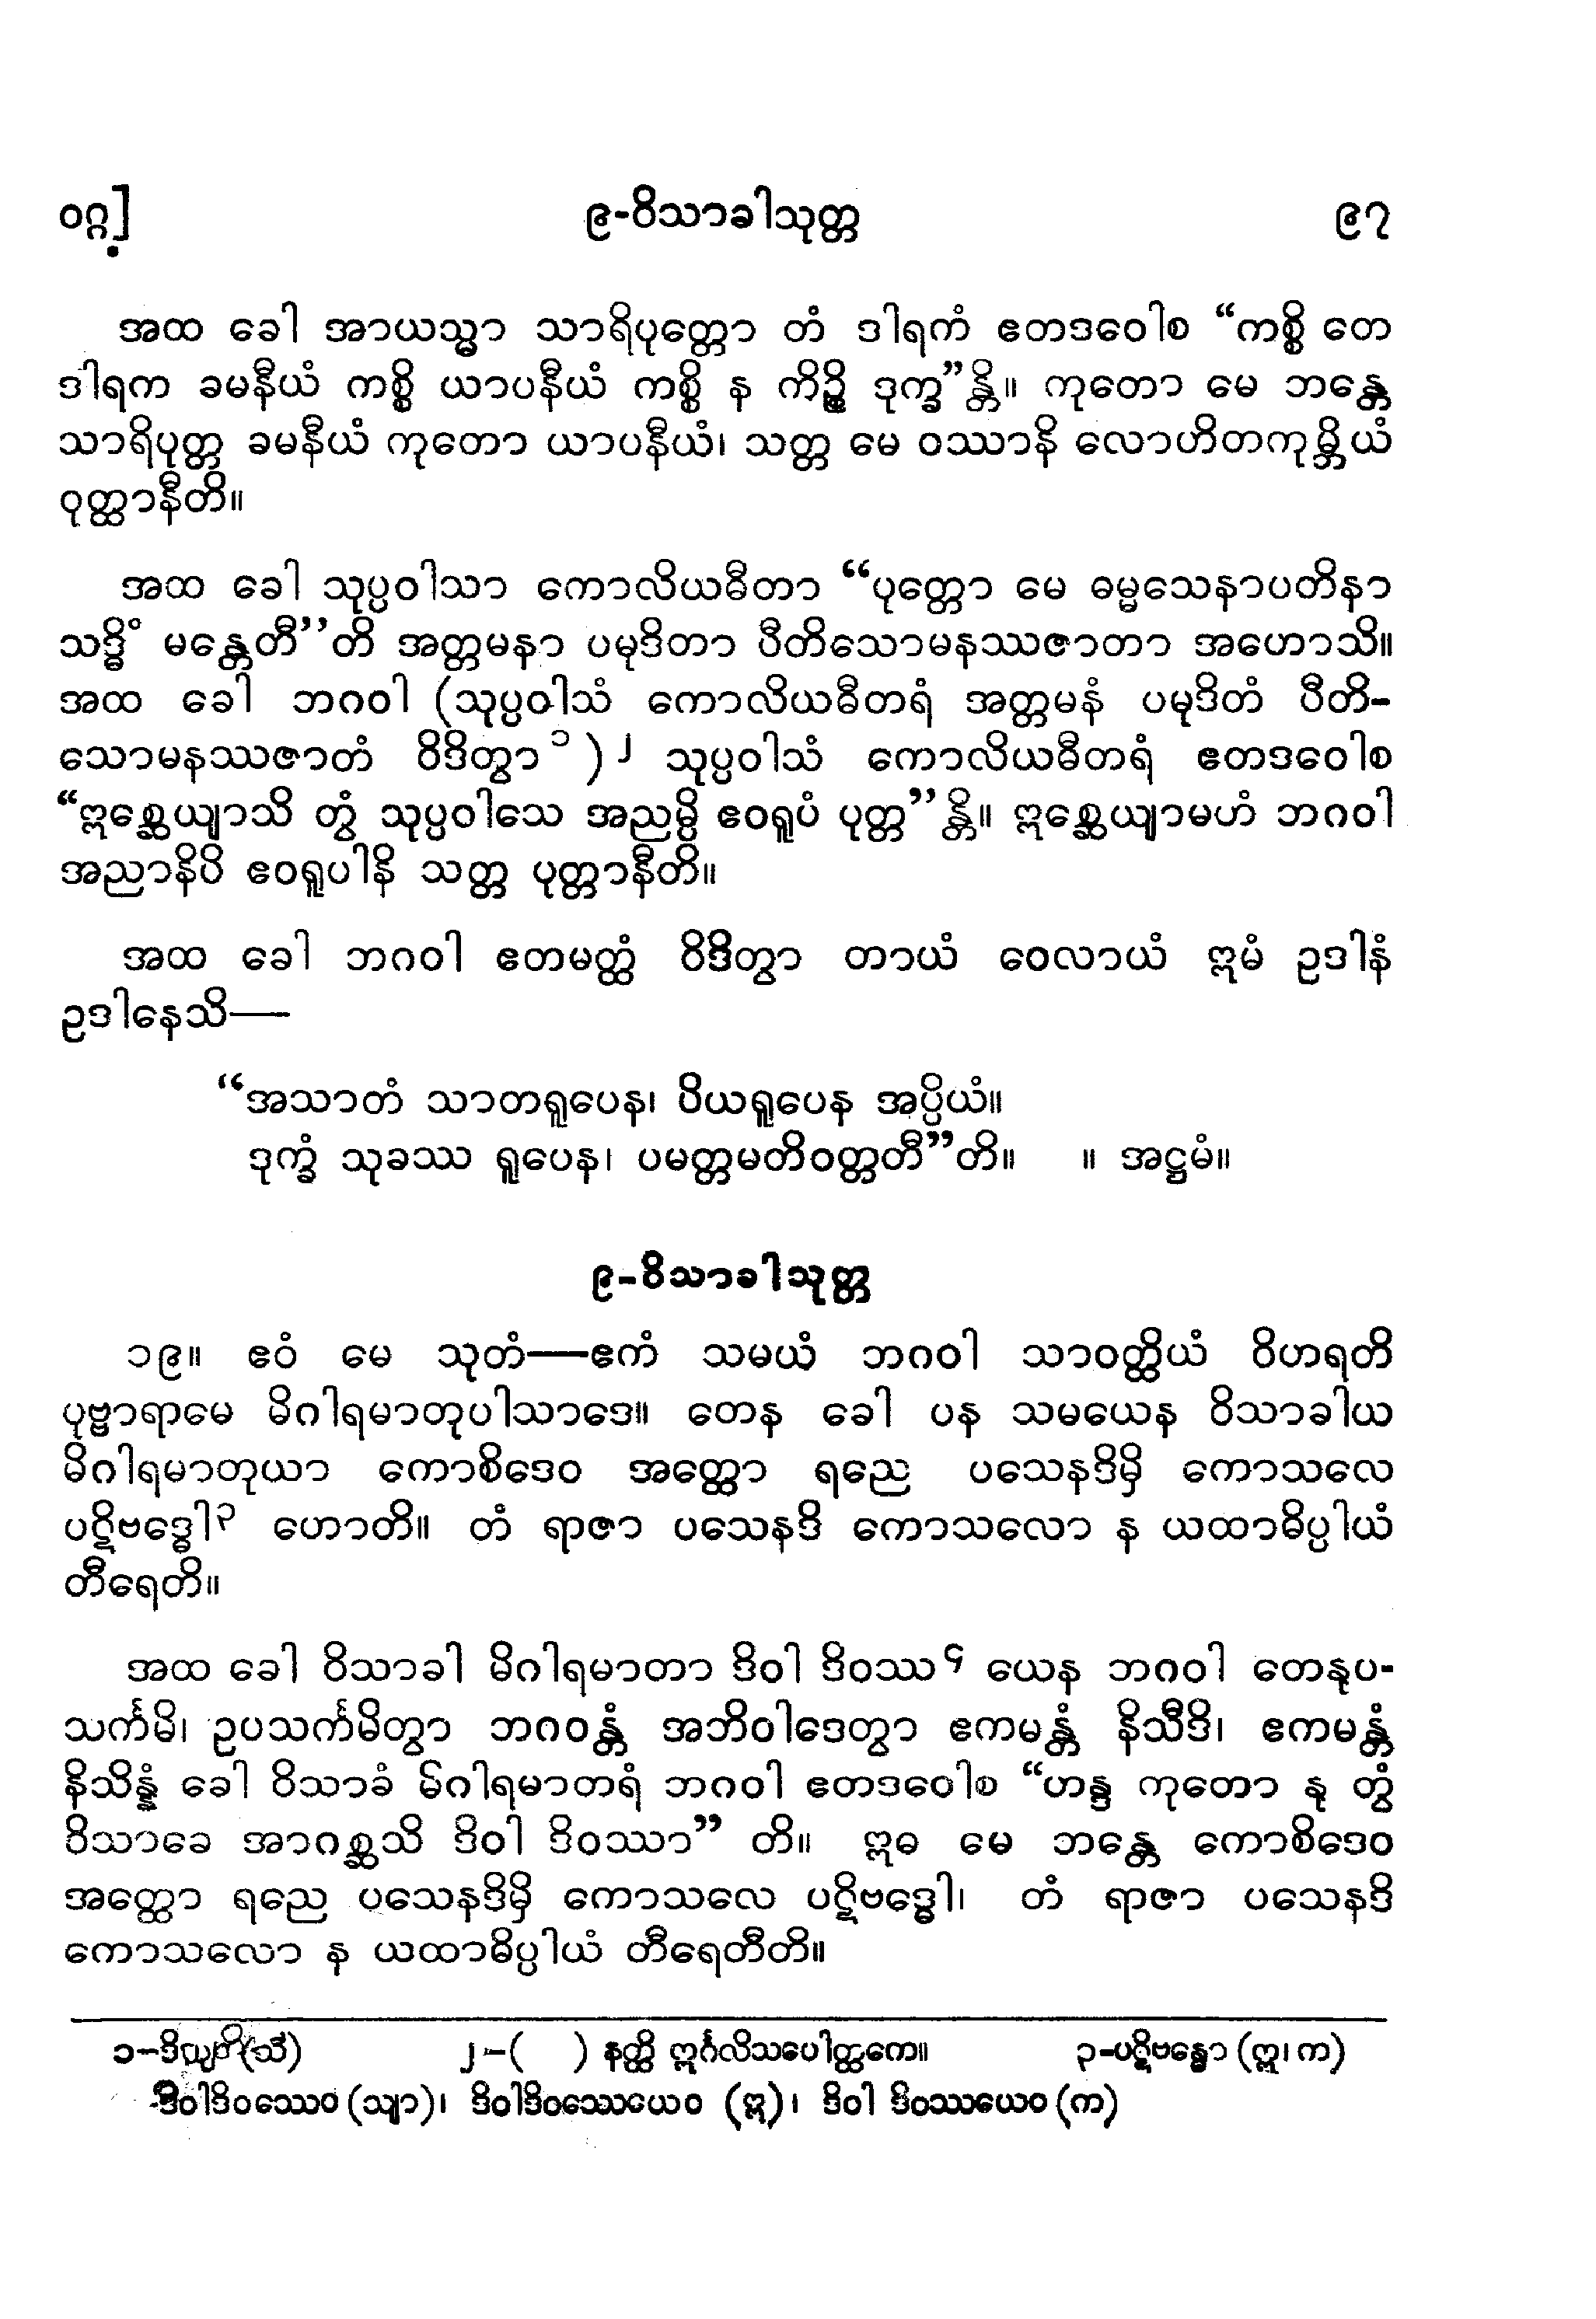 ဝဂ္ဂ]
၉-ဝိသာခါသုတ္တ
၉၇
အထ ခေါ အာယသ္မာ သာရိပုတ္တော တံ ဒါရကံ ဧတဒဝေါစ “ကစ္စိ တေ
ဒါရက ခမနီယံ ကစ္စိ ယာပနီယံ ကစ္စိ န ကိဉ္စိ ဒုက္ခ”န္တိ။ ကုတော မေ ဘန္တေ
သာရိပုတ္တ ခမနီယံ ကုတော ယာပနီယံ၊ သတ္တ မေ ဝဿာနိ လောဟိတကုမ္ဘိယံ
ဝုတ္ထာနီတိ။
အထ ခေါ သုပ္ပဝါသာ ကောလိယဓီတာ “ပုတ္တော မေ ဓမ္မသေနာပတိနာ
သဒ္ဓိံ မန္တေတီ”တိ အတ္တမနာ ပမုဒိတာ ပီတိသောမနဿဇာတာ အဟောသိ။
အထ ခေါ ဘဂဝါ (သုပ္ပဝါသံ ကောလိယဓီတရံ အတ္တမနံ ပမုဒိတံ ပီတိ-
သောမနဿဇာတံ ဝိဒိတွာ၁ )၂ သုပ္ပဝါသံ ကောလိယဓီတရံ ဧတဒဝေါစ
“ဣစ္ဆေယျာသိ တွံ သုပ္ပဝါသေ အညမ္ပိ ဧဝရူပံ ပုတ္တ”န္တိ။ ဣစ္ဆေယျာမဟံ ဘဂဝါ
အညာနိပိ ဧဝရူပါနိ သတ္တ ပုတ္တာနီတိ။
အထ ခေါ ဘဂဝါ ဧတမတ္ထံ ဝိဒိတွာ တာယံ ဝေလာယံ ဣမံ ဥဒါနံ
ဥဒါနေသိ—
“အသာတံ သာတရူပေန၊ ပိယရူပေန အပ္ပိယံ။
ဒုက္ခံ သုခဿ ရူပေန၊ ပမတ္တမတိဝတ္တတီ”တိ။ ။ အဋ္ဌမံ။
၉-ဝိသာခါသုတ္တ
၁၉။ ဧဝံ မေ သုတံ—ဧကံ သမယံ ဘဂဝါ သာဝတ္ထိယံ ဝိဟရတိ
ပုဗ္ဗာရာမေ မိဂါရမာတုပါသာဒေ။ တေန ခေါ ပန သမယေန ဝိသာခါယ
မိဂါရမာတုယာ ကောစိဒေဝ အတ္ထော ရညေ ပသေနဒိမှိ ကောသလေ
ပဋိဗဒ္ဓေါ၃ ဟောတိ။ တံ ရာဇာ ပသေနဒိ ကောသလော န ယထာဓိပ္ပါယံ
တီရေတိ။
အထ ခေါ ဝိသာခါ မိဂါရမာတာ ဒိဝါ ဒိဝဿ၄ ယေန ဘဂဝါ တေနုပ-
သင်္ကမိ၊ ဥပသင်္ကမိတွာ ဘဂဝန္တံ အဘိဝါဒေတွာ ဧကမန္တံ နိသီဒိ၊ ဧကမန္တံ
နိသိန္နံ ခေါ ဝိသာခံ မိဂါရမာတရံ ဘဂဝါ ဧတဒဝေါစ “ဟန္ဒ ကုတော နု တွံ
ဝိသာခေ အာဂစ္ဆသိ ဒိဝါ ဒိဝဿာ” တိ။ ဣဓ မေ ဘန္တေ ကောစိဒေဝ
အတ္ထော ရညေ ပသေနဒိမှိ ကောသလေ ပဋိဗဒ္ဓေါ၊ တံ ရာဇာ ပသေနဒိ
ကောသလော န ယထာဓိပ္ပါယံ တီရေတီတိ။
၁-ဒိယျတိ(သီ) ၂-( ) နတ္ထိ ဣင်္ဂလိသပေါတ္ထကေ။ ၃-ပဋိဗန္ဓော (ဣ၊ က)
ဒိဝါဒိဝဿေဝ (သျာ)၊ ဒိဝါဒိဝဿေယေဝ (ဣ)၊ ဒိဝါ ဒိဝဿယေဝ (က)